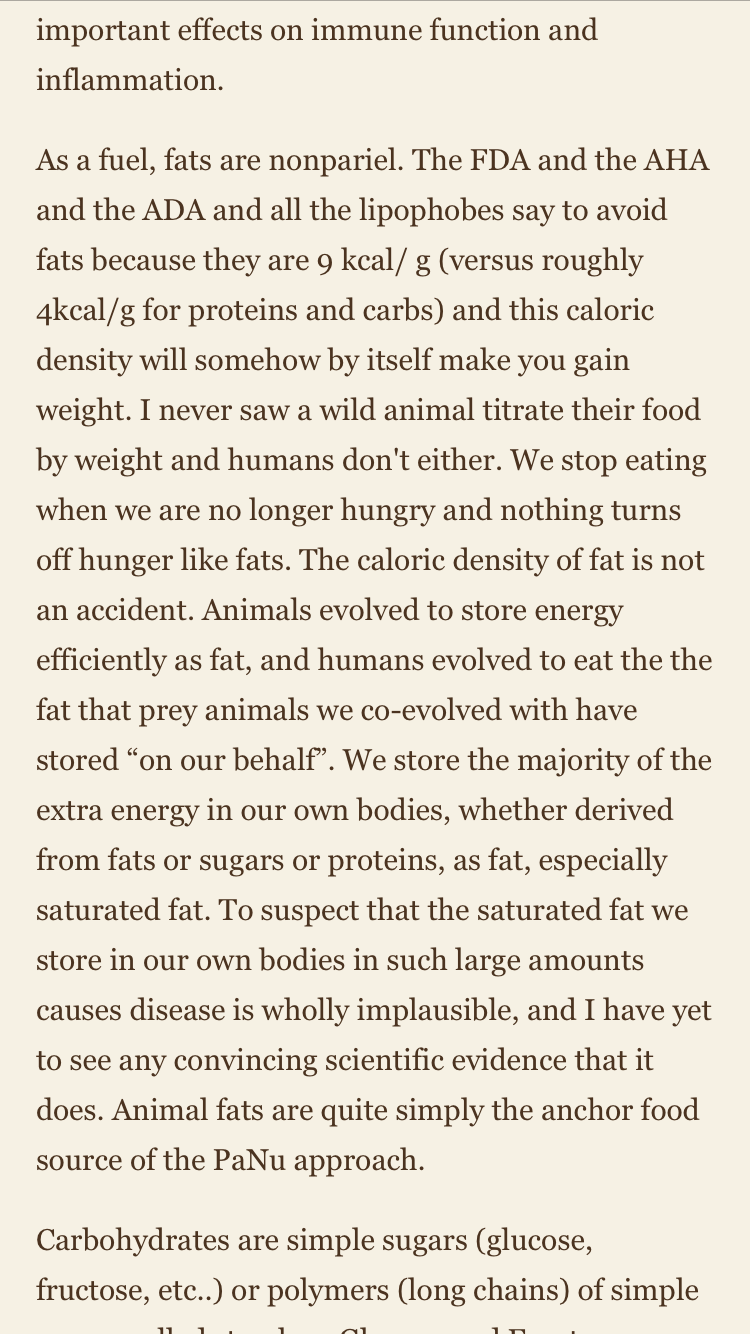 important effects on immune function and
inflammation.
As a fuel, fats are nonpariel. The FDA and the AHA
and the ADA and all the lipophobes say to avoid
fats because they are 9 kcal/ g (versus roughly
4kcal/g for proteins and carbs) and this caloric
density will somehow by itself make you gain
weight. I never saw a wild animal titrate their food
by weight and humans don't either. We stop eating
when we are no longer hungry and nothing turns
off hunger like fats. The caloric density of fat is not
an accident. Animals evolved to store energy
efficiently as fat, and humans evolved to eat the the
fat that prey animals we co-evolved with have
stored “on our behalf”. We store the majority of the
extra energy in our own bodies, whether derived
from fats or sugars or proteins, as fat, especially
saturated fat. To suspect that the saturated fat we
store in our own bodies in such large amounts
causes disease is wholly implausible, and I have yet
to see any convincing scientific evidence that it
does. Animal fats are quite simply the anchor food
source of the PaNu approach.
Carbohydrates are simple sugars (glucose,
fructose, etc..) or polymers (long chains) of simple